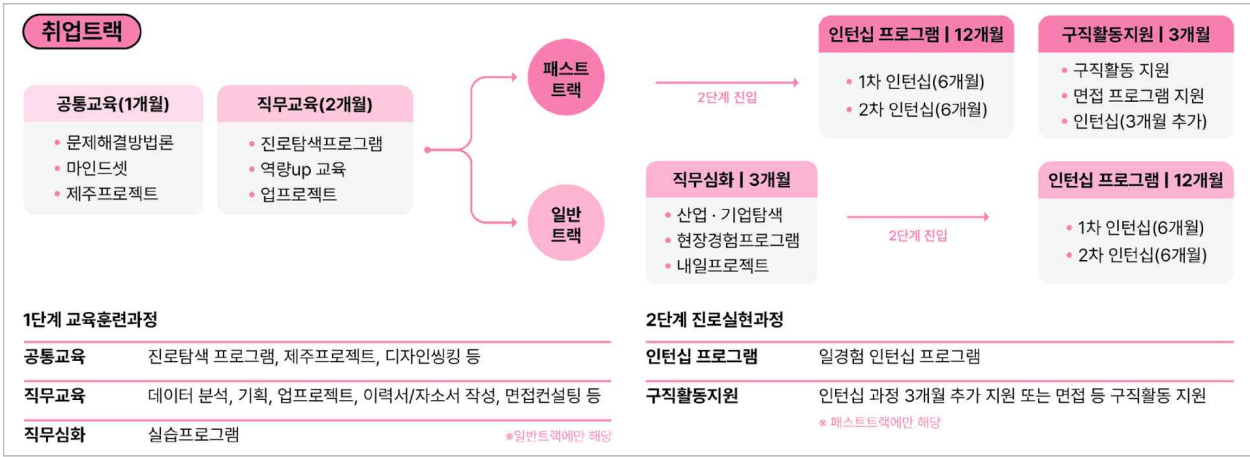 취업트랙
공통교육(1개월)
• 문제해결방법론
• 마인드셋
• 제주프로젝트
직무교육(2개월)
• 진로탐색프로그램
• 역량up 교육
• 업프로젝트
패스트
트랙
2단계 진입
인턴십 프로그램 | 12개월
• 1차 인턴십(6개월)
• 2차 인턴십(6개월)
구직활동지원 | 3개월
• 구직활동 지원
• 면접 프로그램 지원
• 인턴십(3개월 추가)
일반
트랙
직무심화 | 3개월
• 산업 · 기업탐색
• 현장경험프로그램
• 내일프로젝트
2단계 진입
인턴십 프로그램 | 12개월
• 1차 인턴십(6개월)
• 2차 인턴십(6개월)
1단계 교육훈련과정
공통교육 진로탐색 프로그램, 제주프로젝트, 디자인씽킹 등
직무교육 데이터 분석, 기획, 업프로젝트, 이력서/자소서 작성, 면접컨설팅 등
직무심화 실습프로그램 ※일반트랙에만 해당
2단계 진로실현과정
인턴십 프로그램 일경험 인턴십 프로그램
구직활동지원 인턴십 과정 3개월 추가 지원 또는 면접 등 구직활동 지원
※ 패스트트랙에만 해당